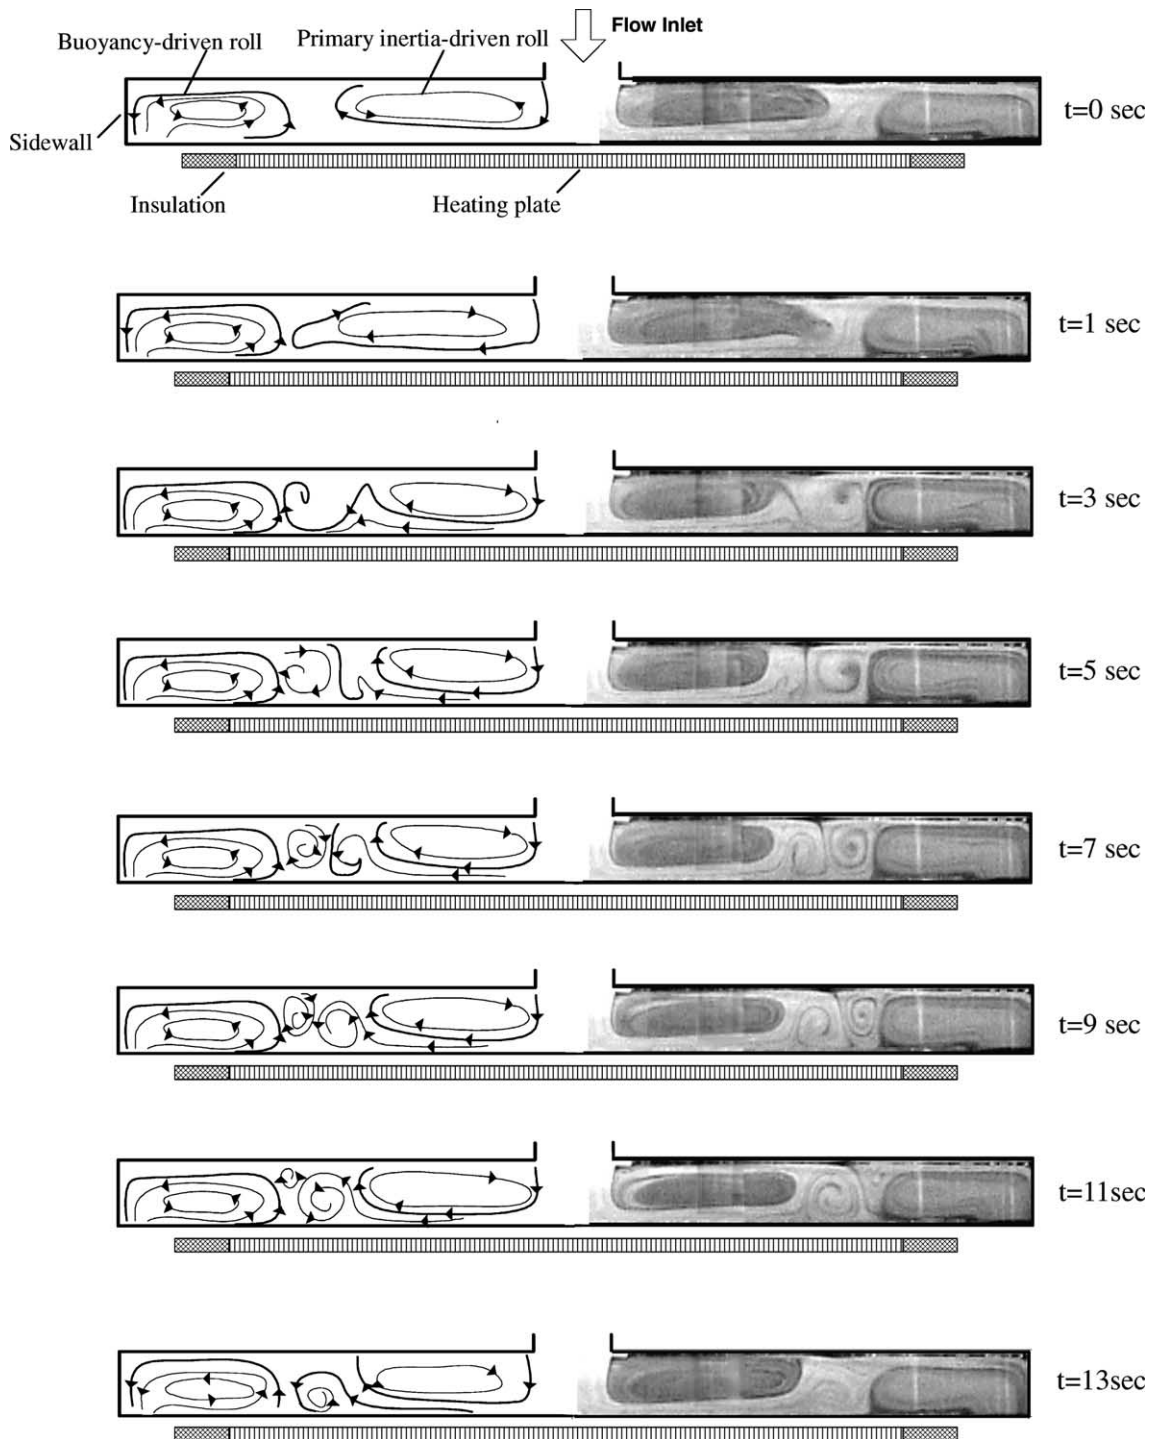 Flow Inlet
Buoyancy-driven roll
Primary inertia-driven roll
t=0 sec
Sidewall
Insulation
Heating plate
t=1 sec
t=3 sec
t=5 sec
t=7 sec
t=9 sec
t=11sec
t=13sec